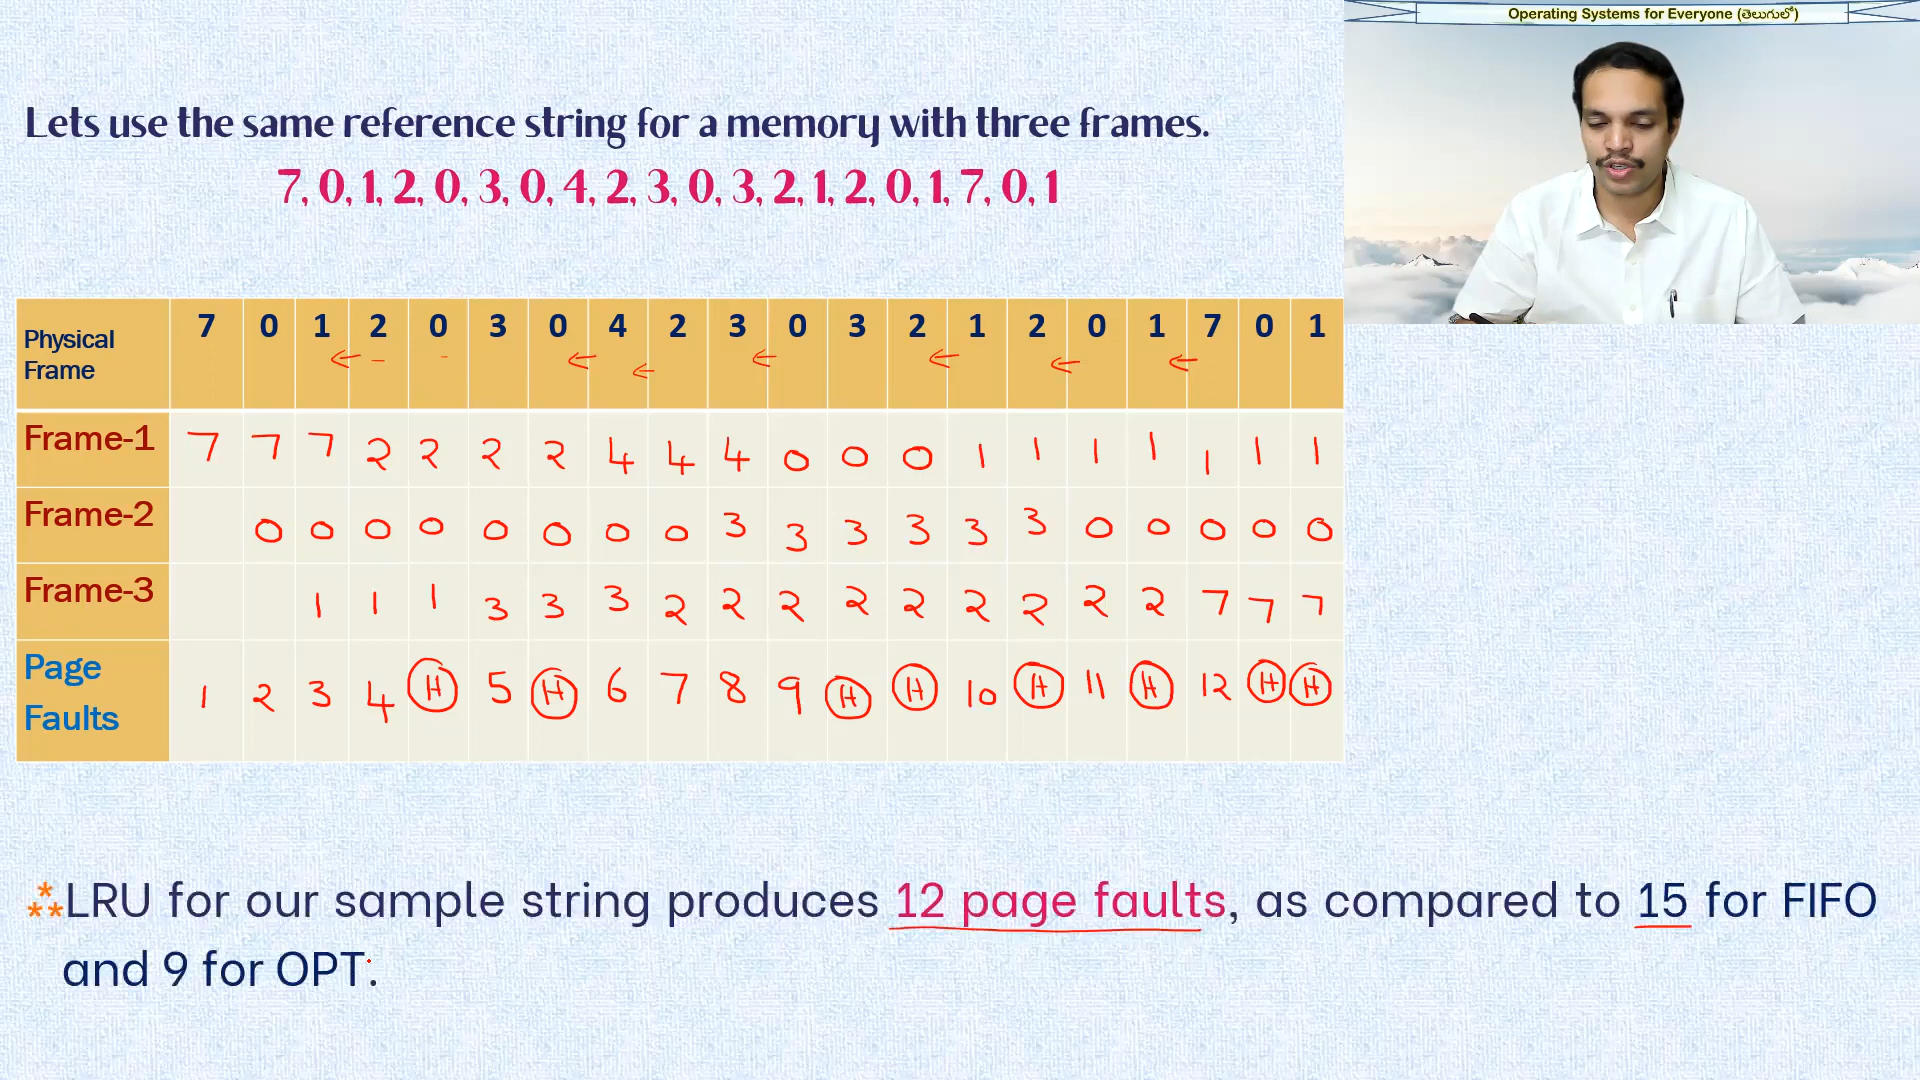 Operating Systems for Everyone (తెలుగులో)
Lets use the same reference string for a memory with three frames.
7, 0, 1, 2, 0, 3, 0, 4, 2, 3, 0, 3, 2, 1, 2, 0, 1, 7, 0, 1
Physical Frame 7 0 1 2 0 3 0 4 2 3 0 3 2 1 2 0 1 7 0 1
Frame-1 7 7 7 2 2 2 2 4 4 4 0 0 0 1 1 1 1 1 1 1
Frame-2 0 0 0 0 0 0 0 0 3 3 3 3 3 3 0 0 0 0 0
Frame-3 1 1 1 3 3 3 2 2 2 2 2 2 2 2 2 7 7 7
Page Faults 1 2 3 4 H 5 H 6 7 8 9 H H 10 H 11 H 12 H H
LRU for our sample string produces 12 page faults, as compared to 15 for FIFO
and 9 for OPT.